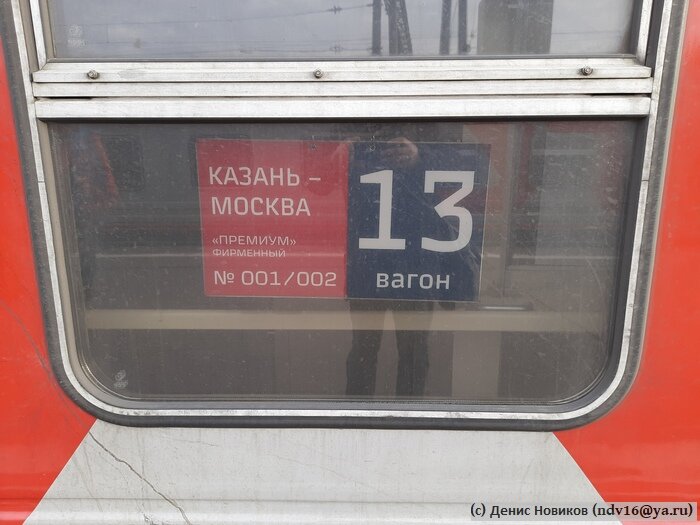 КАЗАНЬ –
МОСКВА
«ПРЕМИУМ»
ФИРМЕННЫЙ
№ 001/002
13
вагон
(c) Денис Новиков (ndv16@ya.ru)